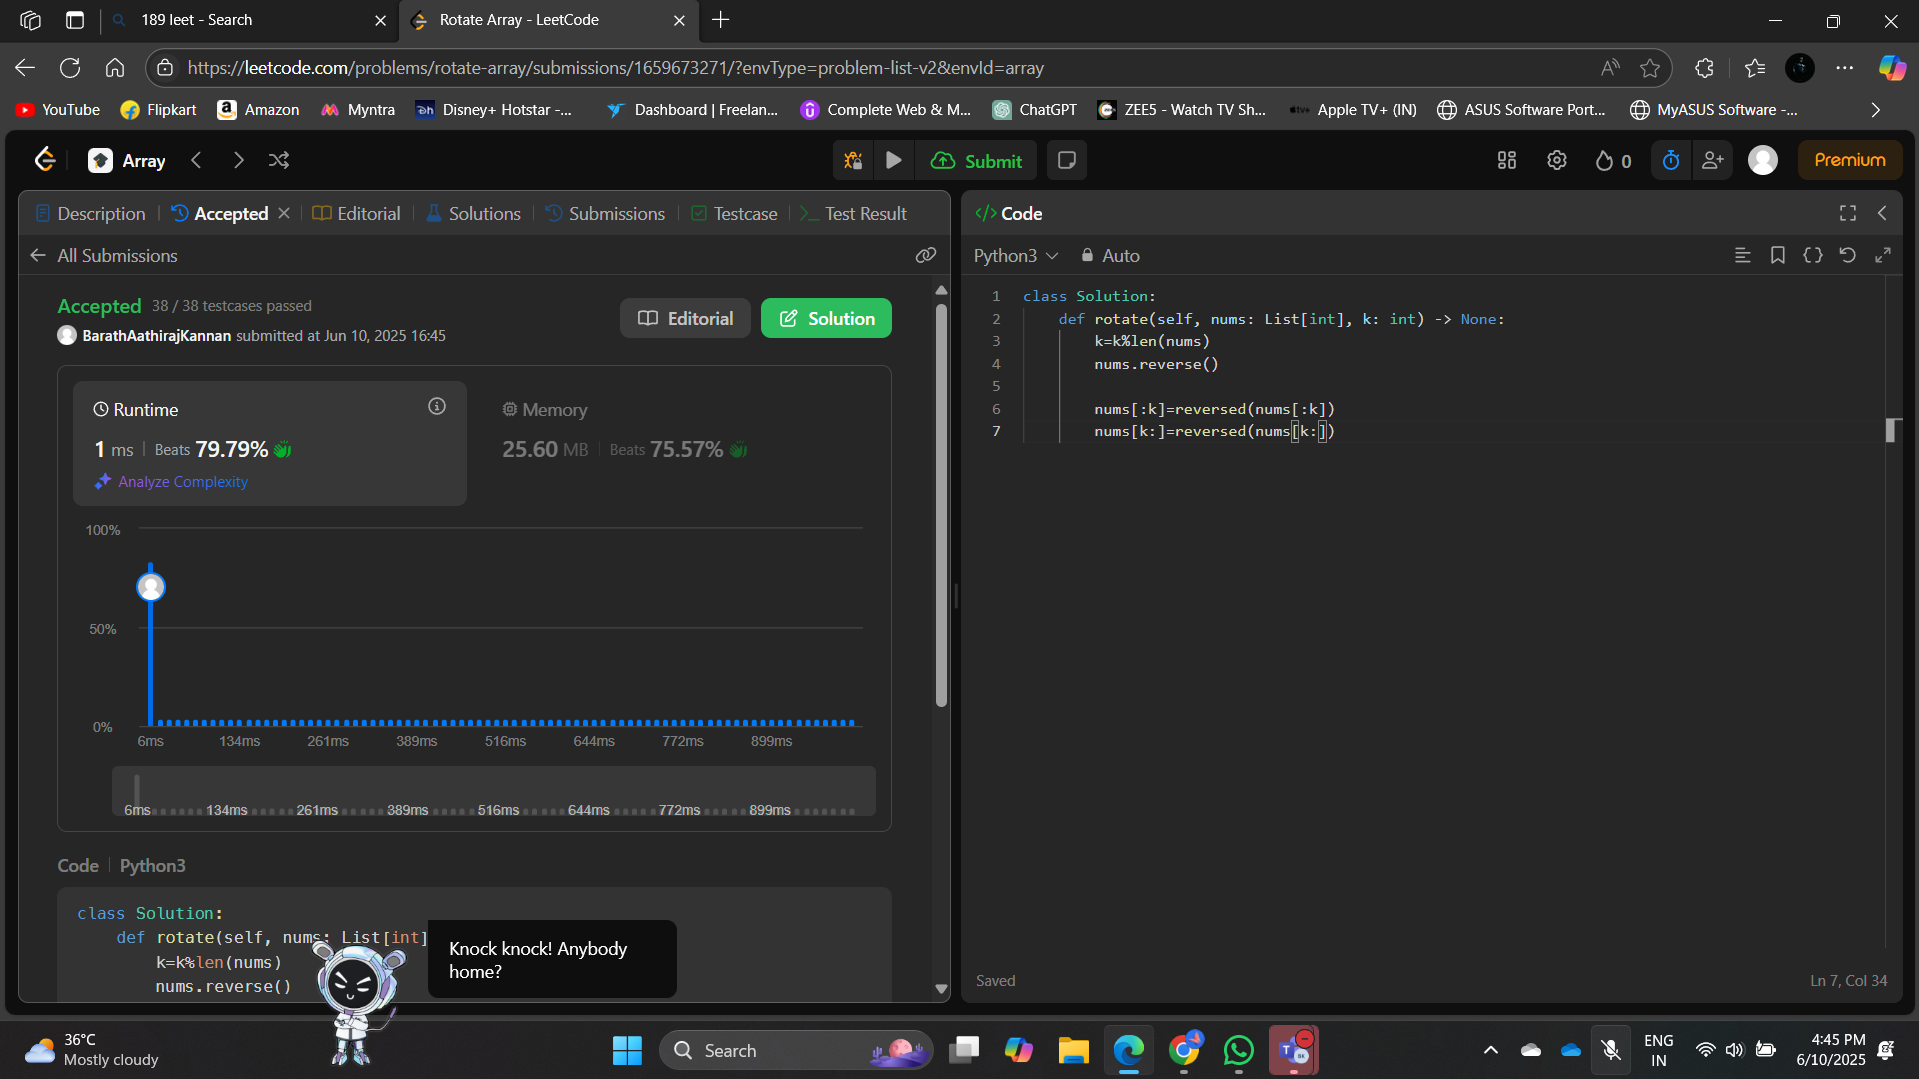 189 leet - Search
Rotate Array - LeetCode
https://leetcode.com/problems/rotate-array/submissions/1659673271/?envType=problem-list-v2&envId=array
YouTube
Flipkart
Amazon
Myntra
Disney+ Hotstar -...
Dashboard | Freelan...
Complete Web & M...
ChatGPT
ZEE5 - Watch TV Sh...
Apple TV+ (IN)
ASUS Software Port...
MyASUS Software -...
Array
Submit
0
Premium
Description
Accepted
Editorial
Solutions
Submissions
Testcase
Test Result
All Submissions
Accepted 38 / 38 testcases passed
BarathAathirajKannan submitted at Jun 10, 2025 16:45
Editorial
Solution
Runtime
1 ms | Beats 79.79%
Analyze Complexity
Memory
25.60 MB | Beats 75.57%
100%
50%
0%
6ms 134ms 261ms 389ms 516ms 644ms 772ms 899ms
6ms 134ms 261ms 389ms 516ms 644ms 772ms 899ms
Code | Python3
class Solution:
def rotate(self, nums: List[int]
k=k%len(nums)
nums.reverse()
Knock knock! Anybody
home?
</> Code
Python3
Auto
1 class Solution:
2 def rotate(self, nums: List[int], k: int) -> None:
3 k=k%len(nums)
4 nums.reverse()
5
6 nums[:k]=reversed(nums[:k])
7 nums[k:]=reversed(nums[k:])
Saved
Ln 7, Col 34
36°C
Mostly cloudy
Search
ENG
IN
4:45 PM
6/10/2025